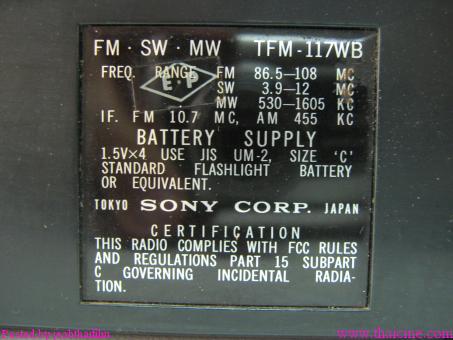 FM · SW · MW TFM-117WB
FREQ. RANGE FM 86.5—108 MC
E·P
SW 3.9—12 MC
MW 530—1605 KC
IF. FM 10.7 MC, AM 455 KC
BATTERY SUPPLY
1.5V×4 USE JIS UM-2, SIZE 'C'
STANDARD FLASHLIGHT BATTERY
OR EQUIVALENT.
TOKYO SONY CORP. JAPAN
CERTIFICATION
THIS RADIO COMPLIES WITH FCC RULES
AND REGULATIONS PART 15 SUBPART
C GOVERNING INCIDENTAL RADIA-
TION.
www.thaicine.com